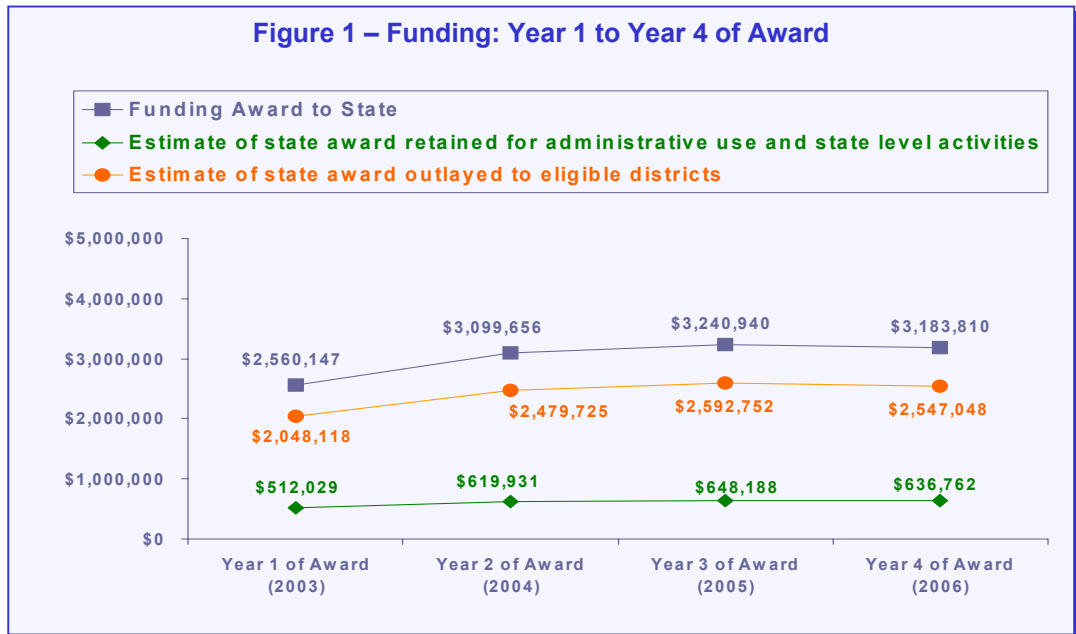 Figure 1 – Funding: Year 1 to Year 4 of Award
Funding Award to State
Estimate of state award retained for administrative use and state level activities
Estimate of state award outlayed to eligible districts
$5,000,000
$4,000,000
$3,000,000
$2,000,000
$1,000,000
$0
$2,560,147
$3,099,656
$3,240,940
$3,183,810
$2,048,118
$2,479,725
$2,592,752
$2,547,048
$512,029
$619,931
$648,188
$636,762
Year 1 of Award
(2003)
Year 2 of Award
(2004)
Year 3 of Award
(2005)
Year 4 of Award
(2006)